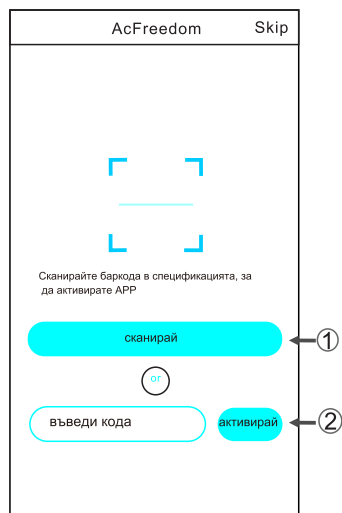 AcFreedom Skip
Сканирайте баркода в спецификацията, за
да активирате APP
сканирай
①
or
въведи кода
активирай
②